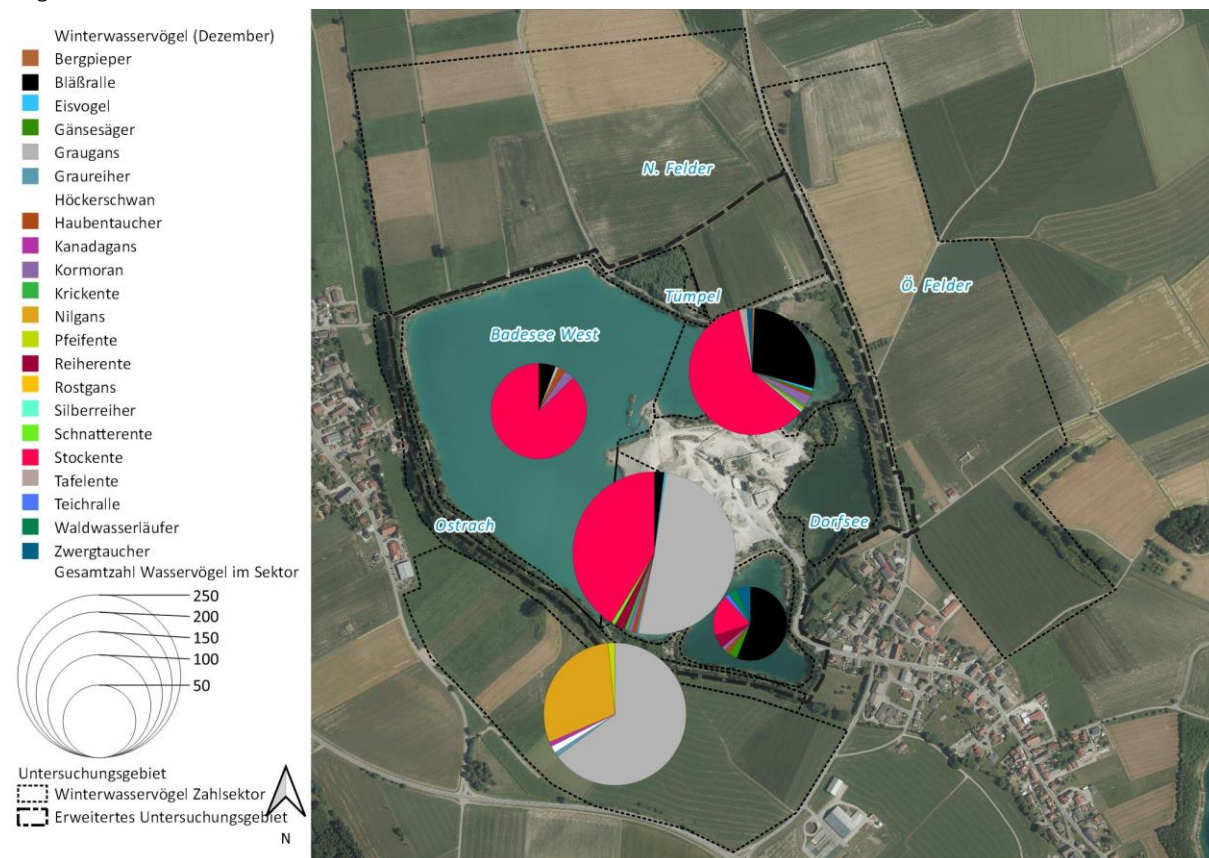 Winterwasservögel (Dezember)
Bergpieper
Bläßralle
Eisvogel
Gänsesäger
Graugans
Graureiher
Höckerschwan
Haubentaucher
Kanadagans
Kormoran
Krickente
Nilgans
Pfeifente
Reiherente
Rostgans
Silberreiher
Schnatterente
Stockente
Tafelente
Teichralle
Waldwasserläufer
Zwergtaucher
Gesamtzahl Wasservögel im Sektor
250
200
150
100
50
Untersuchungsgebiet
Winterwasservögel Zahlsektor
Erweitertes Untersuchungsgebiet
N
N. Felder
Ö. Felder
Tümpel
Badesee West
Ostrach
Dorfsee